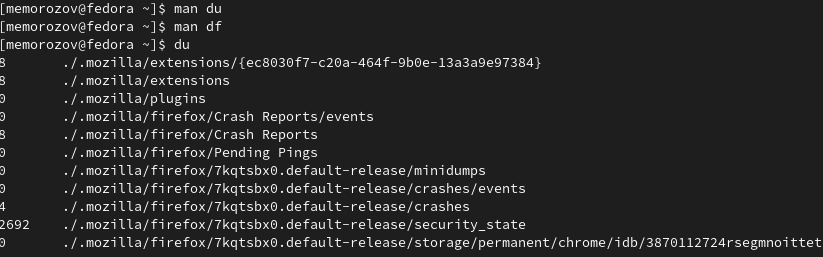 [memorozov@fedora ~]$ man du
[memorozov@fedora ~]$ man df
[memorozov@fedora ~]$ du
8 ./.mozilla/extensions/{ec8030f7-c20a-464f-9b0e-13a3a9e97384}
8 ./.mozilla/extensions
0 ./.mozilla/plugins
0 ./.mozilla/firefox/Crash Reports/events
8 ./.mozilla/firefox/Crash Reports
0 ./.mozilla/firefox/Pending Pings
0 ./.mozilla/firefox/7kqtsbx0.default-release/minidumps
0 ./.mozilla/firefox/7kqtsbx0.default-release/crashes/events
4 ./.mozilla/firefox/7kqtsbx0.default-release/crashes
2692 ./.mozilla/firefox/7kqtsbx0.default-release/security_state
0 ./.mozilla/firefox/7kqtsbx0.default-release/storage/permanent/chrome/idb/3870112724rsegmnoittet